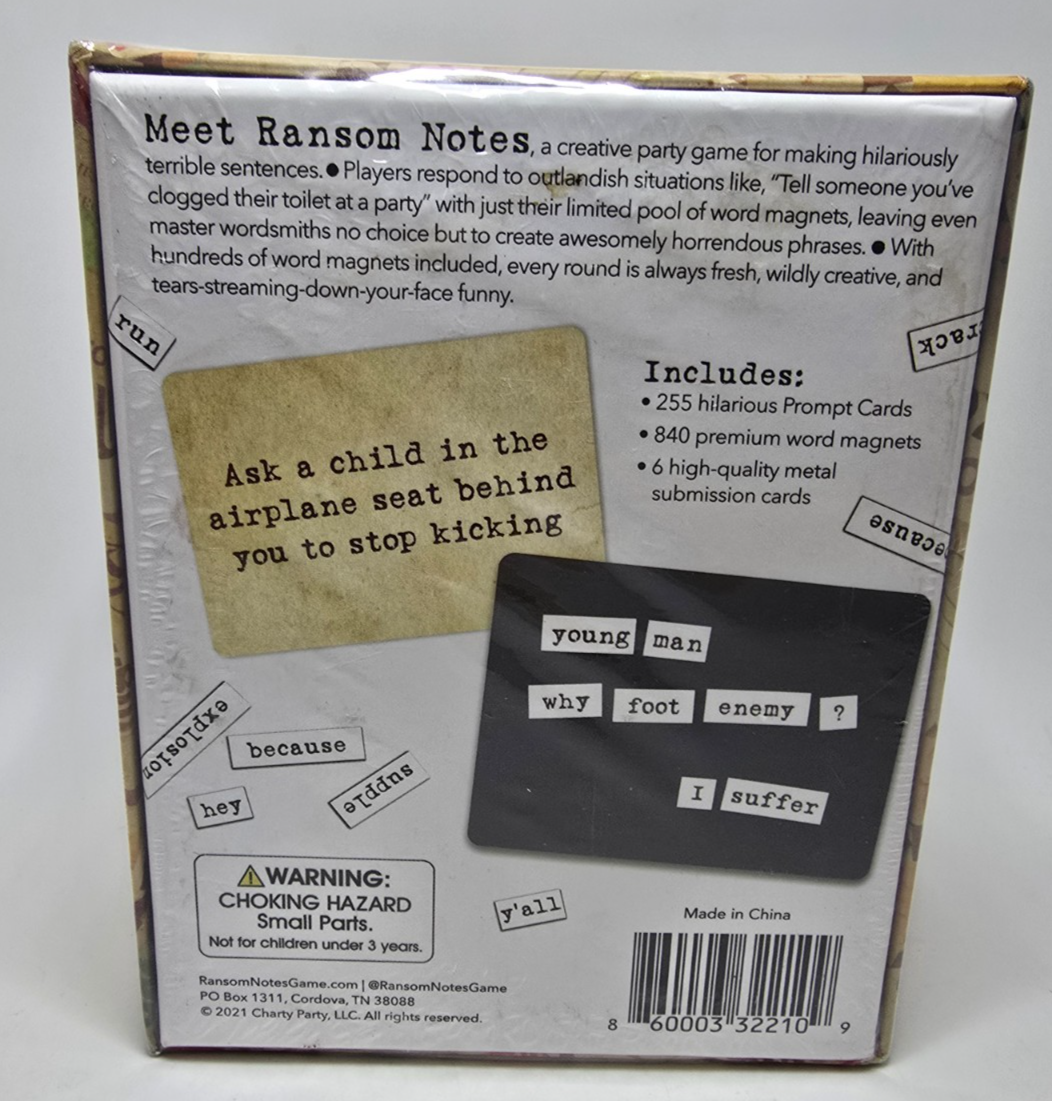 Meet Ransom Notes, a creative party game for making hilariously
terrible sentences. ● Players respond to outlandish situations like, “Tell someone you’ve
clogged their toilet at a party” with just their limited pool of word magnets, leaving even
master wordsmiths no choice but to create awesomely horrendous phrases. ● With
hundreds of word magnets included, every round is always fresh, wildly creative, and
tears-streaming-down-your-face funny.
run
rack
Ask a child in the
airplane seat behind
you to stop kicking
Includes:
• 255 hilarious Prompt Cards
• 840 premium word magnets
• 6 high-quality metal
submission cards
ecause
young man
why foot enemy ?
I suffer
explosion
because
hey
supple
WARNING:
CHOKING HAZARD
Small Parts.
Not for children under 3 years.
y'all
Made in China
RansomNotesGame.com | @RansomNotesGame
PO Box 1311, Cordova, TN 38088
© 2021 Charty Party, LLC. All rights reserved.
8 60003 32210 9